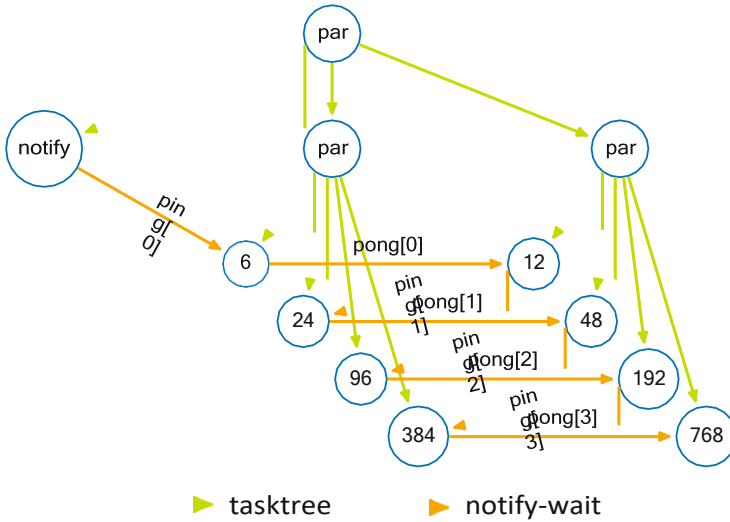 par
notify
par
par
pin
g[
0]
6
pong[0]
12
pin
g[
1]
pong[1]
24
48
pin
g[
2]
pong[2]
96
192
pin
g[
3]
pong[3]
384
768
tasktree
notify-wait